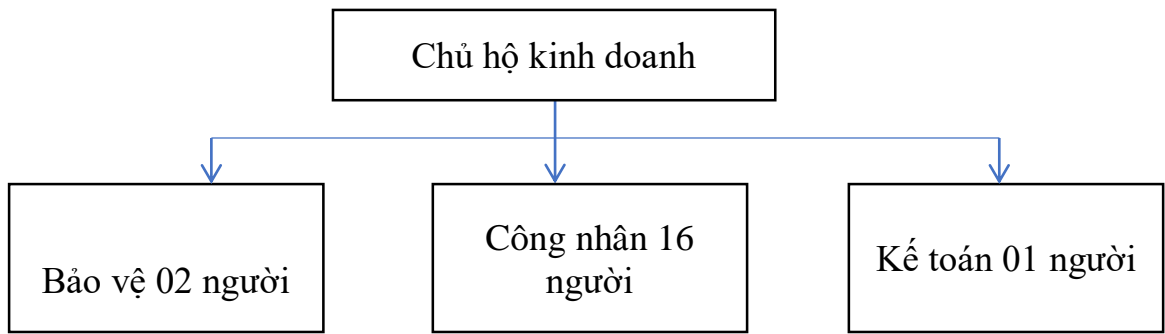 Chủ hộ kinh doanh
Bảo vệ 02 người
Công nhân 16
người
Kế toán 01 người